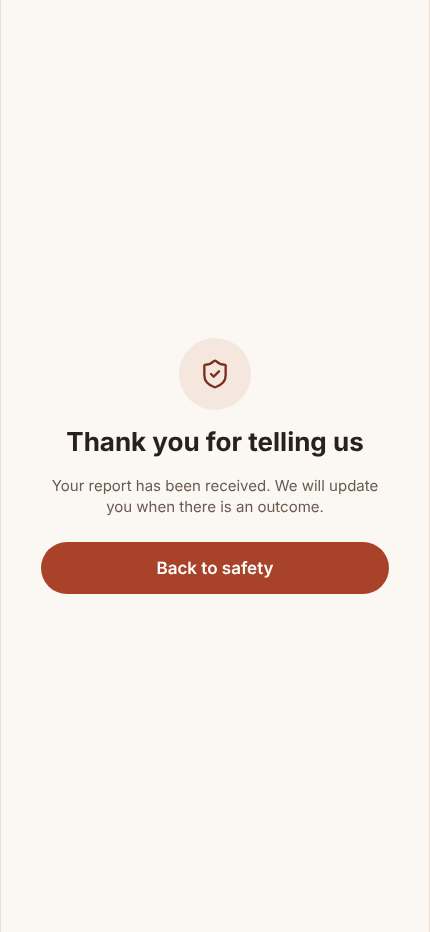 Thank you for telling us
Your report has been received. We will update
you when there is an outcome.
Back to safety